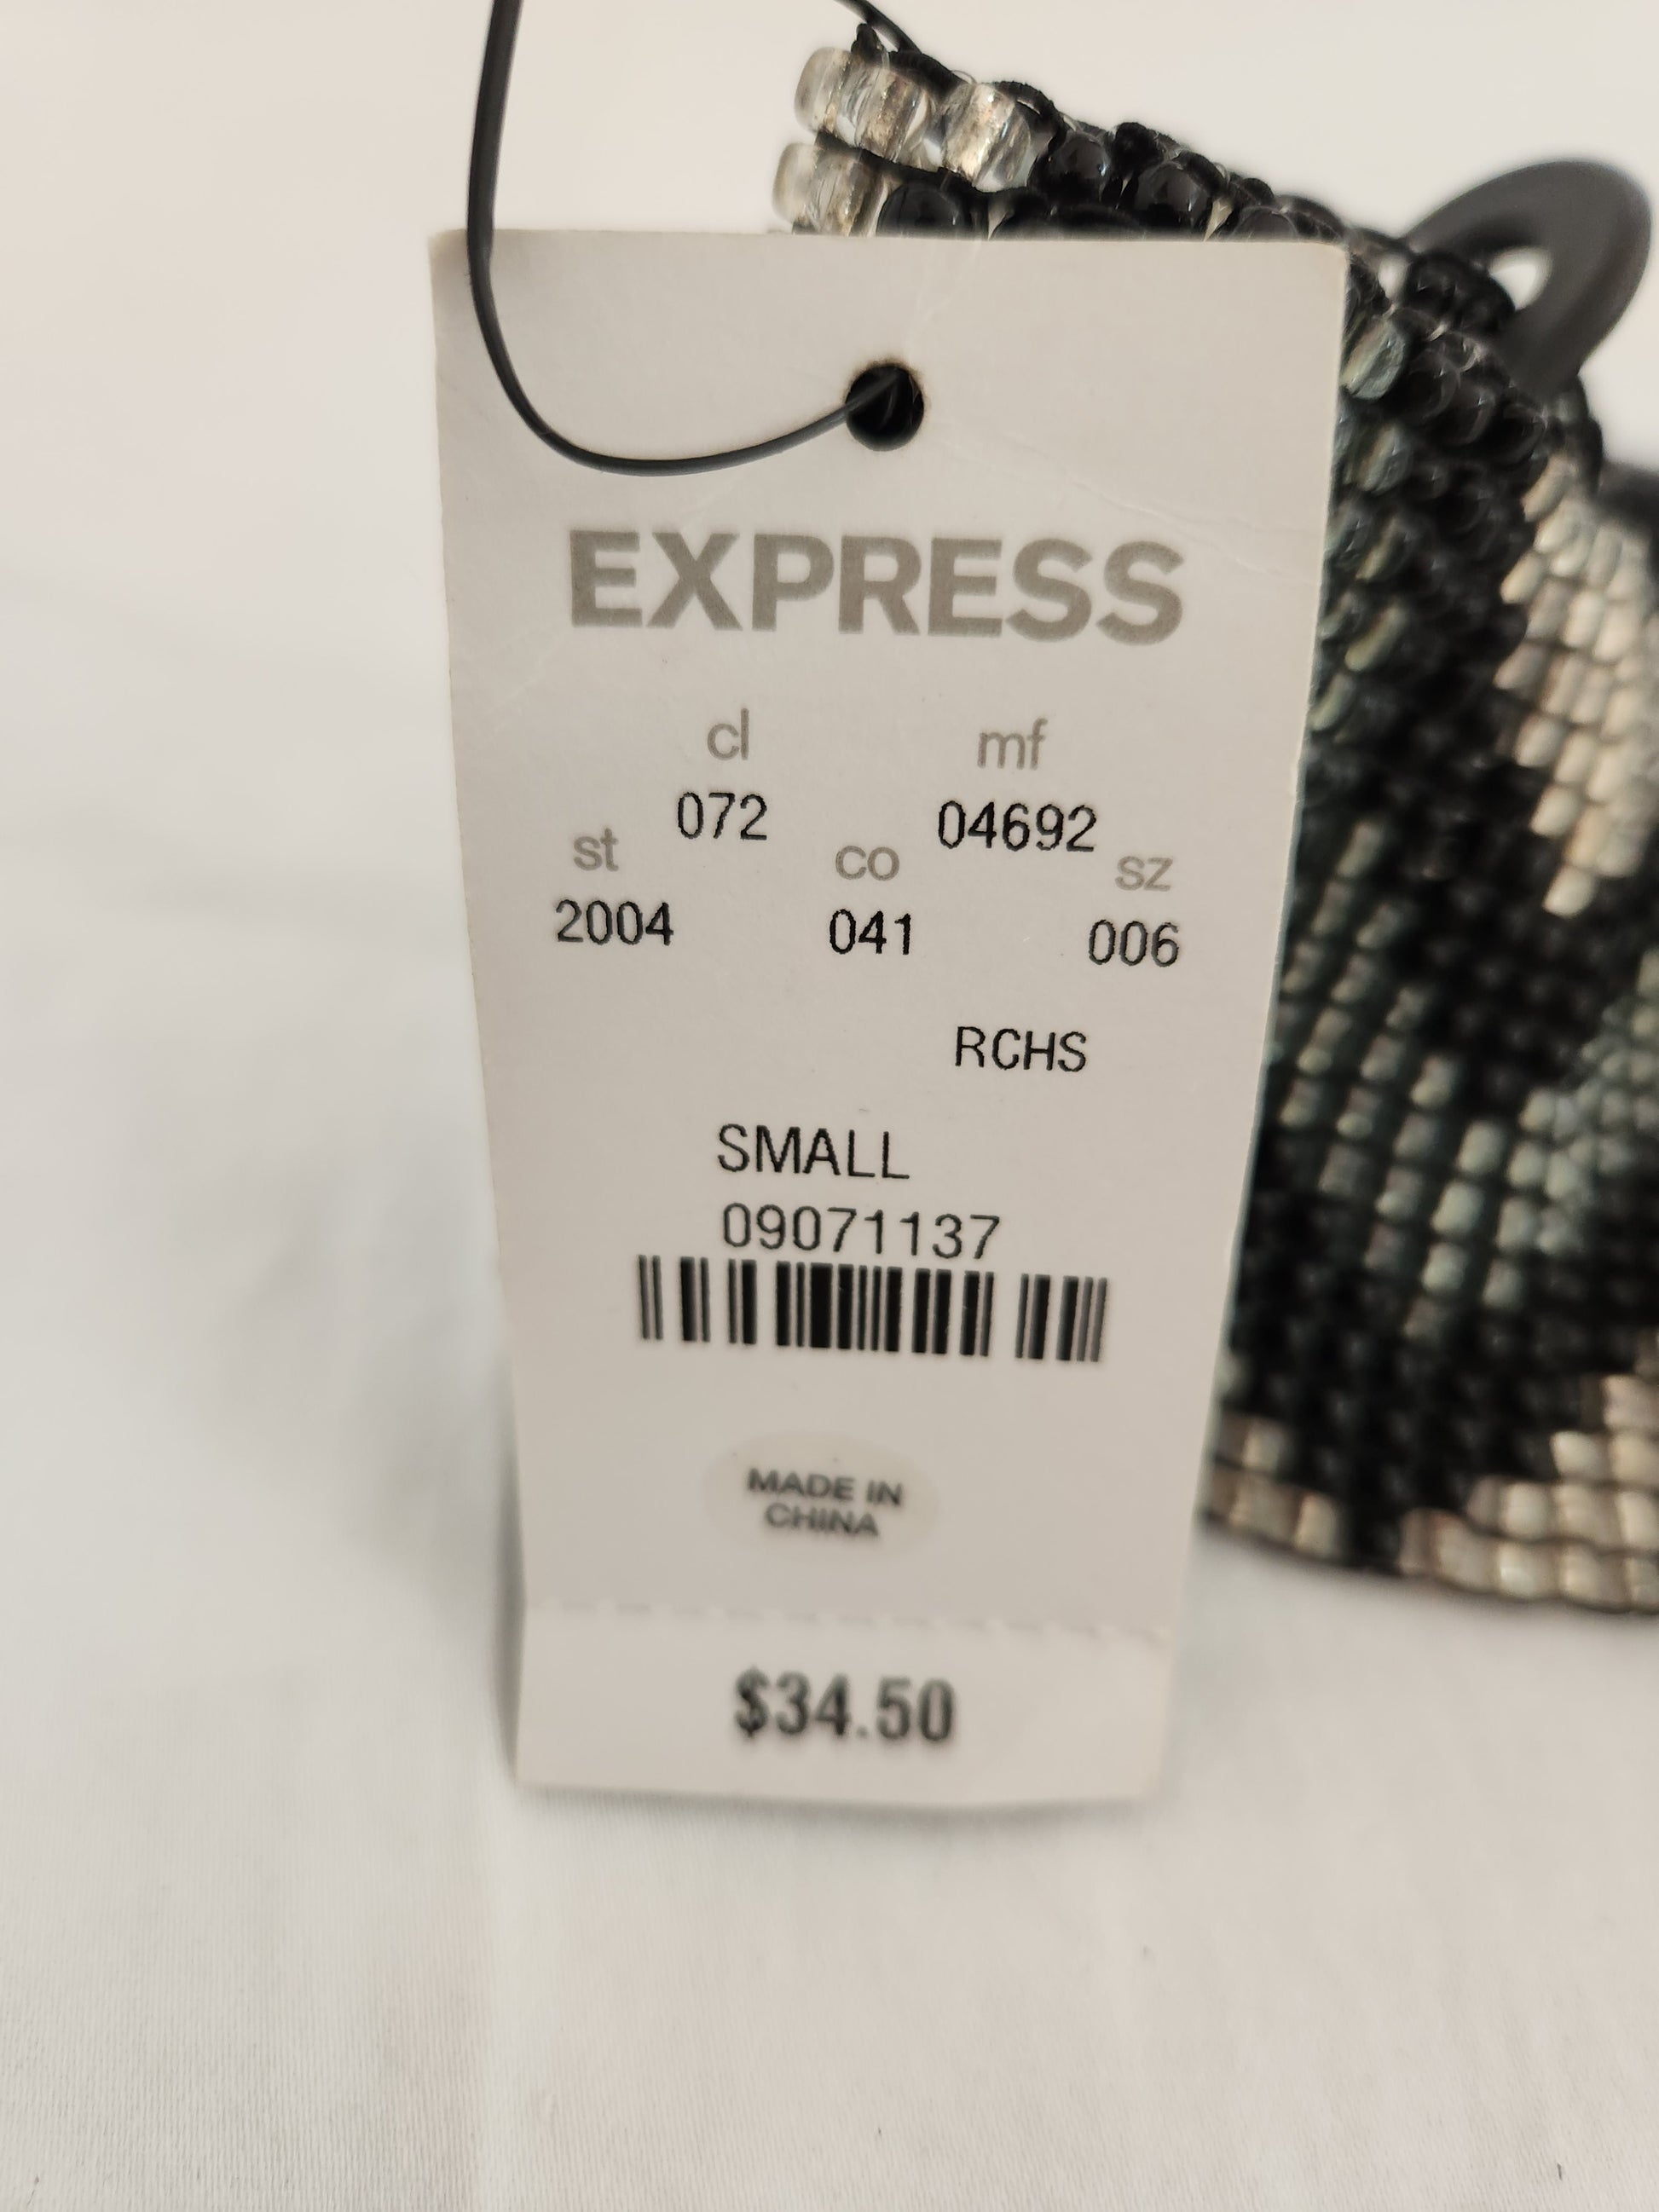 EXPRESS
cl mf
072 04692
st co sz
2004 041 006
RCHS
SMALL
09071137
MADE IN
CHINA
$34.50